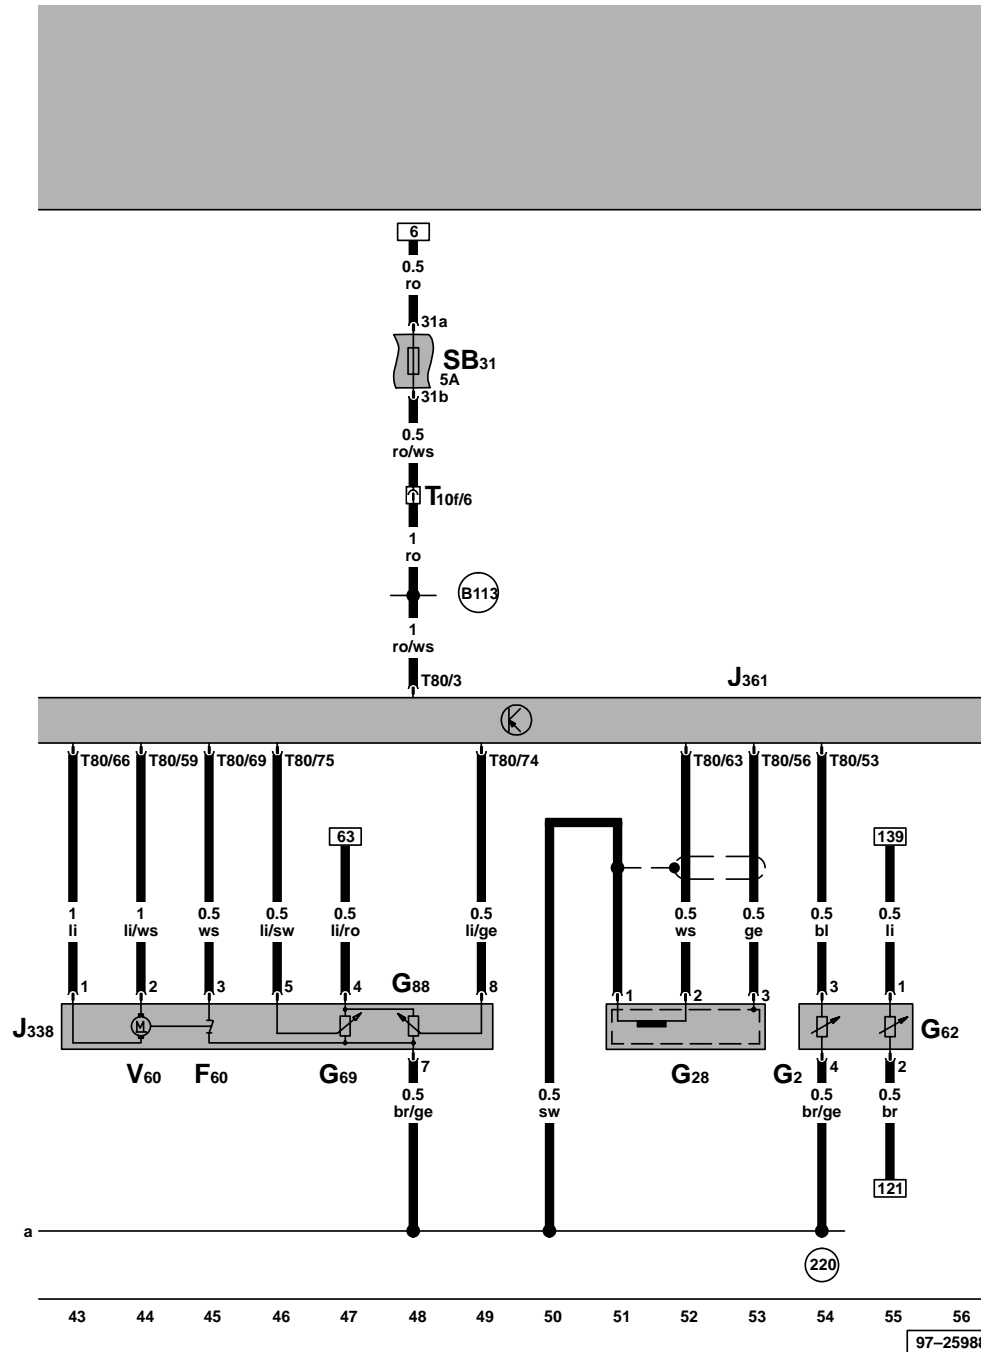 6
0.5
ro
31a
SB31
5A
31b
0.5
ro/ws
T10f/6
1
ro
B113
1
ro/ws
T80/3
J361
T80/66 T80/59 T80/69 T80/75 T80/74 T80/63 T80/56 T80/53
63 139
1 1 0.5 0.5 0.5 0.5 0.5 0.5 0.5 0.5
li li/ws ws li/sw li/ro li/ge ws ge bl li
1 2 3 5 4 G88 8 1 2 3 3 1
J338 G62
V60 F60 G69 7 G28 G2 4 2
0.5 0.5 0.5 0.5
br/ge sw br/ge br
121
a
220
43 44 45 46 47 48 49 50 51 52 53 54 55 56
97–25988